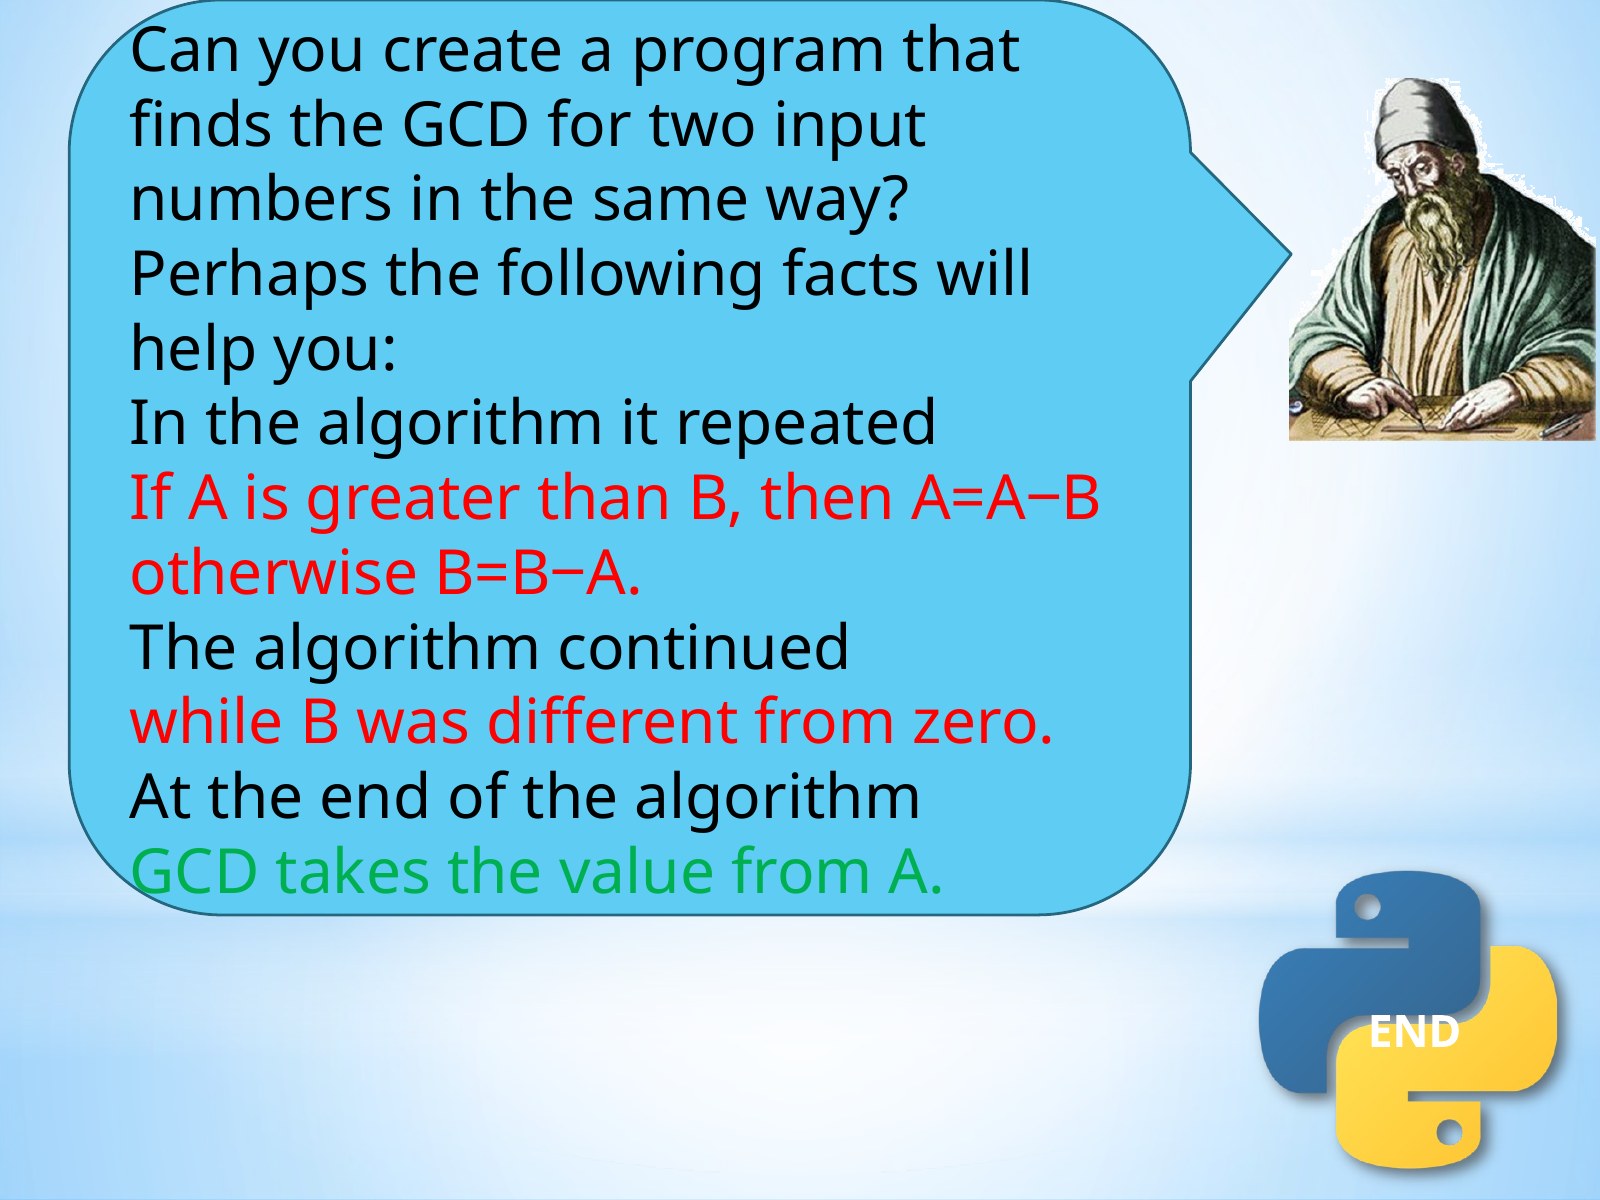 Can you create a program that
finds the GCD for two input
numbers in the same way?
Perhaps the following facts will
help you:
In the algorithm it repeated
If A is greater than B, then A=A−B
otherwise B=B−A.
The algorithm continued
while B was different from zero.
At the end of the algorithm
GCD takes the value from A.
END